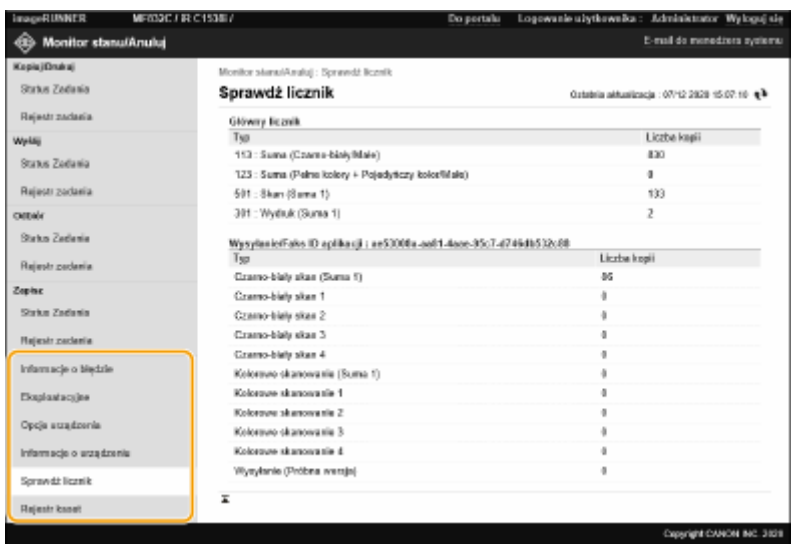 imageRUNNER
Do portalu Logowanie użytkownika : Administrator Wyloguj się
Monitor stanu/Anuluj
E-mail do menedżera systemu
Kopiuj/Drukuj
Status Zadania
Rejestr zadania
Wyślij
Status Zadania
Rejestr zadania
Odbiór
Status Zadania
Rejestr zadania
Zapisz
Status Zadania
Rejestr zadania
Informacje o błędzie
Eksploatacyjne
Opcje urządzenia
Informacje o urządzeniu
Sprawdź licznik
Rejestr kaset
Monitor stanu/Anuluj : Sprawdź licznik
Sprawdź licznik
Ostatnia aktualizacja : 07/12 2020 15:07:10
Główny licznik
Typ Liczba kopii
113 : Suma (Czarno-biały/Małe) 830
123 : Suma (Pełne kolory + Pojedynczy kolor/Małe) 0
501 : Skan (Suma 1) 133
301 : Wydruk (Suma 1) 2
Wysyłanie/Faks ID aplikacji :
Typ Liczba kopii
Czarno-biały skan (Suma 1) 86
Czarno-biały skan 1 0
Czarno-biały skan 2 0
Czarno-biały skan 3 0
Czarno-biały skan 4 0
Kolorowe skanowanie (Suma 1) 0
Kolorowe skanowanie 1 0
Kolorowe skanowanie 2 0
Kolorowe skanowanie 3 0
Kolorowe skanowanie 4 0
Wysyłanie (Próbna wersja) 0
Copyright CANON INC. 2020